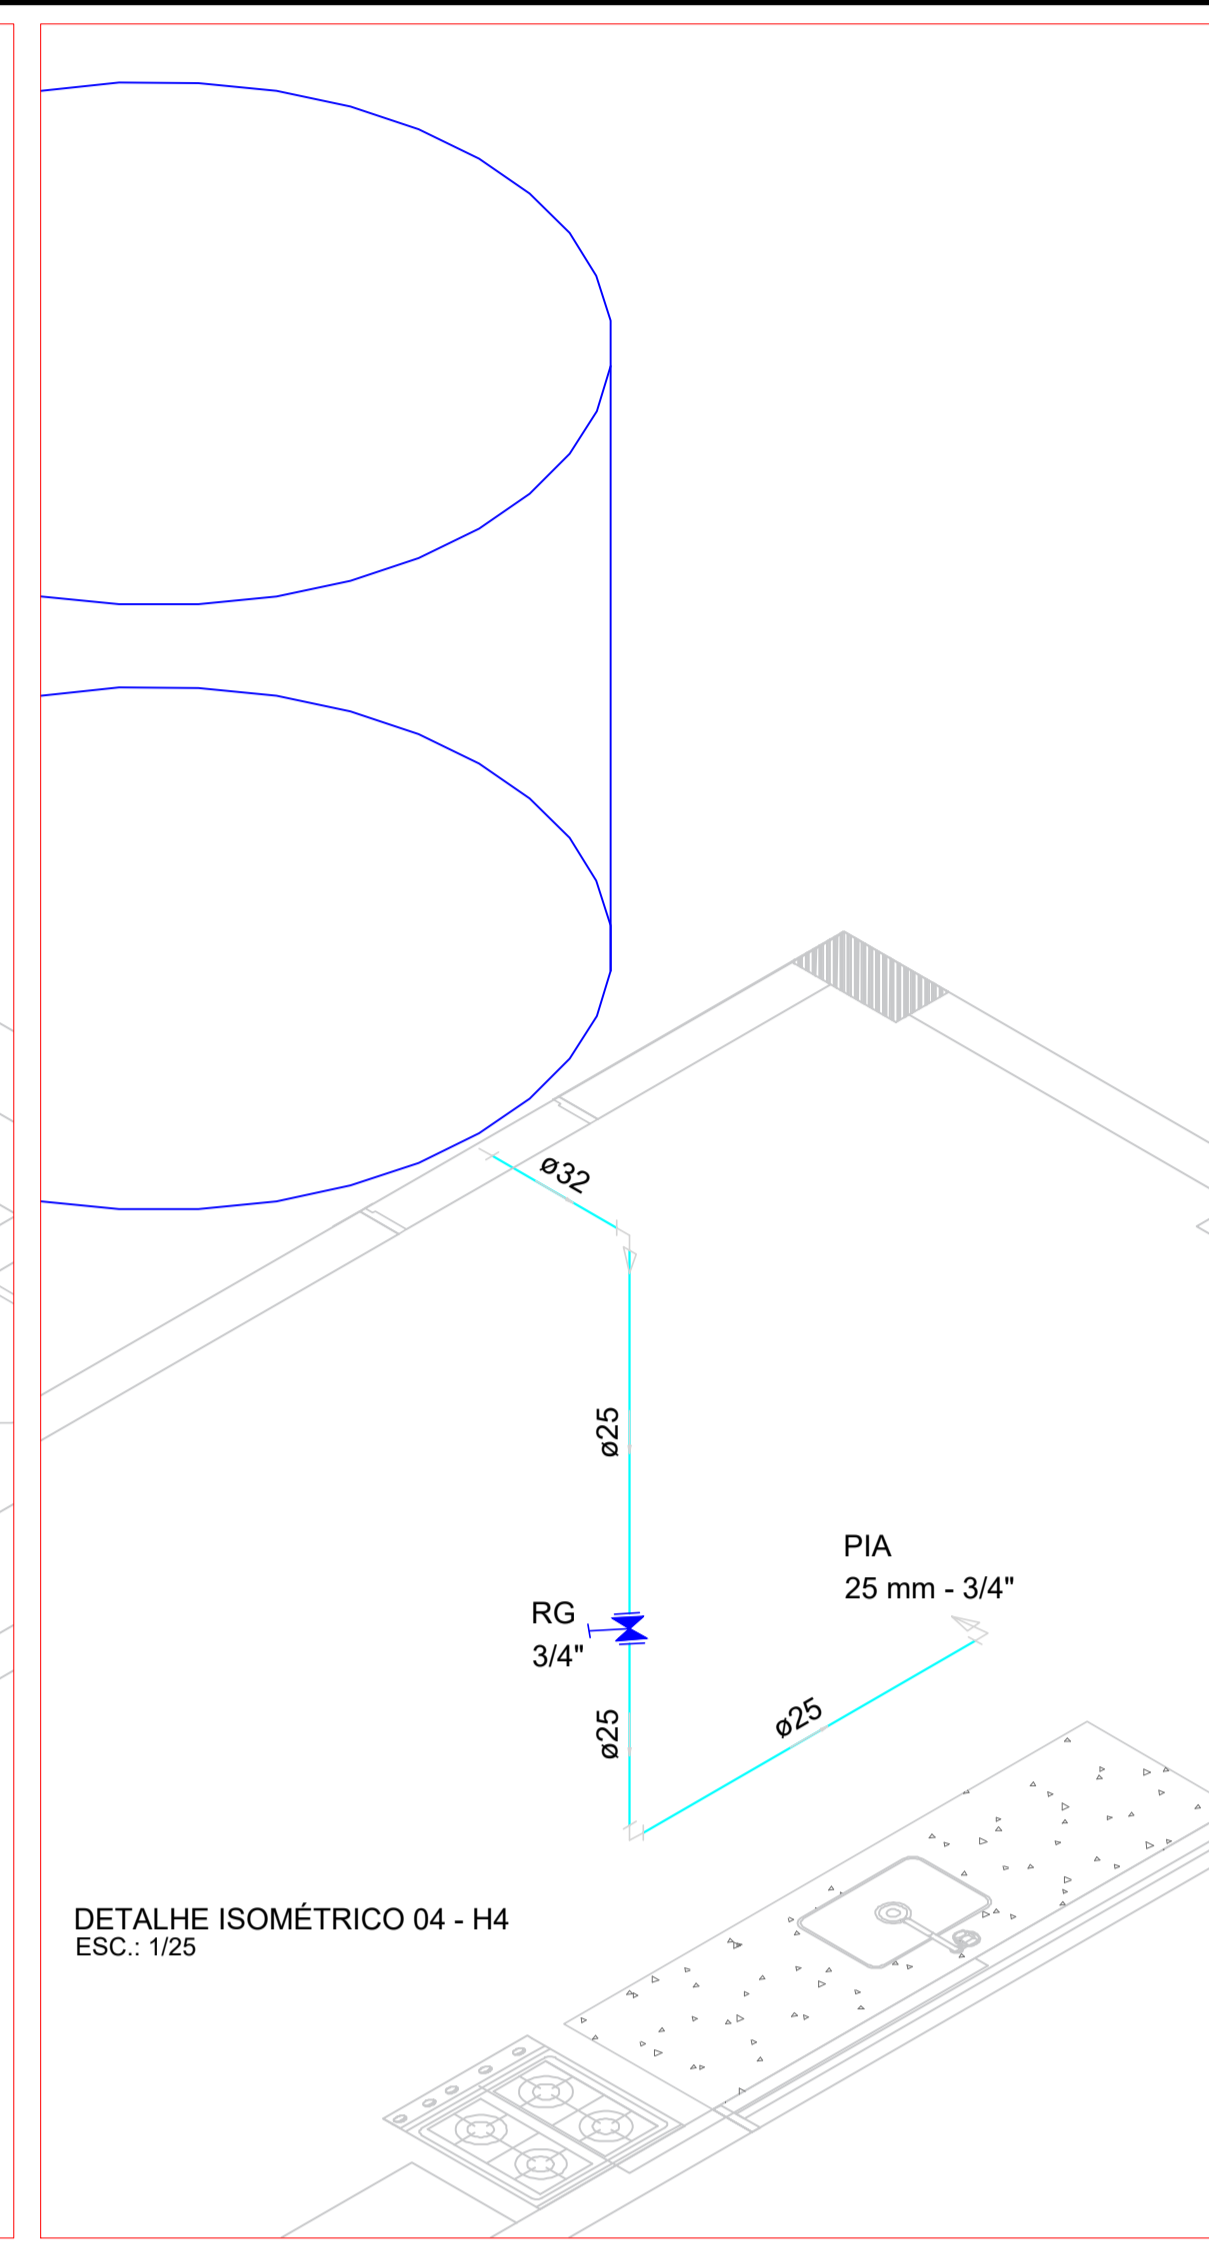 ø32
ø25
PIA
25 mm - 3/4"
RG
3/4"
ø25
ø25
DETALHE ISOMÉTRICO 04 - H4
ESC.: 1/25